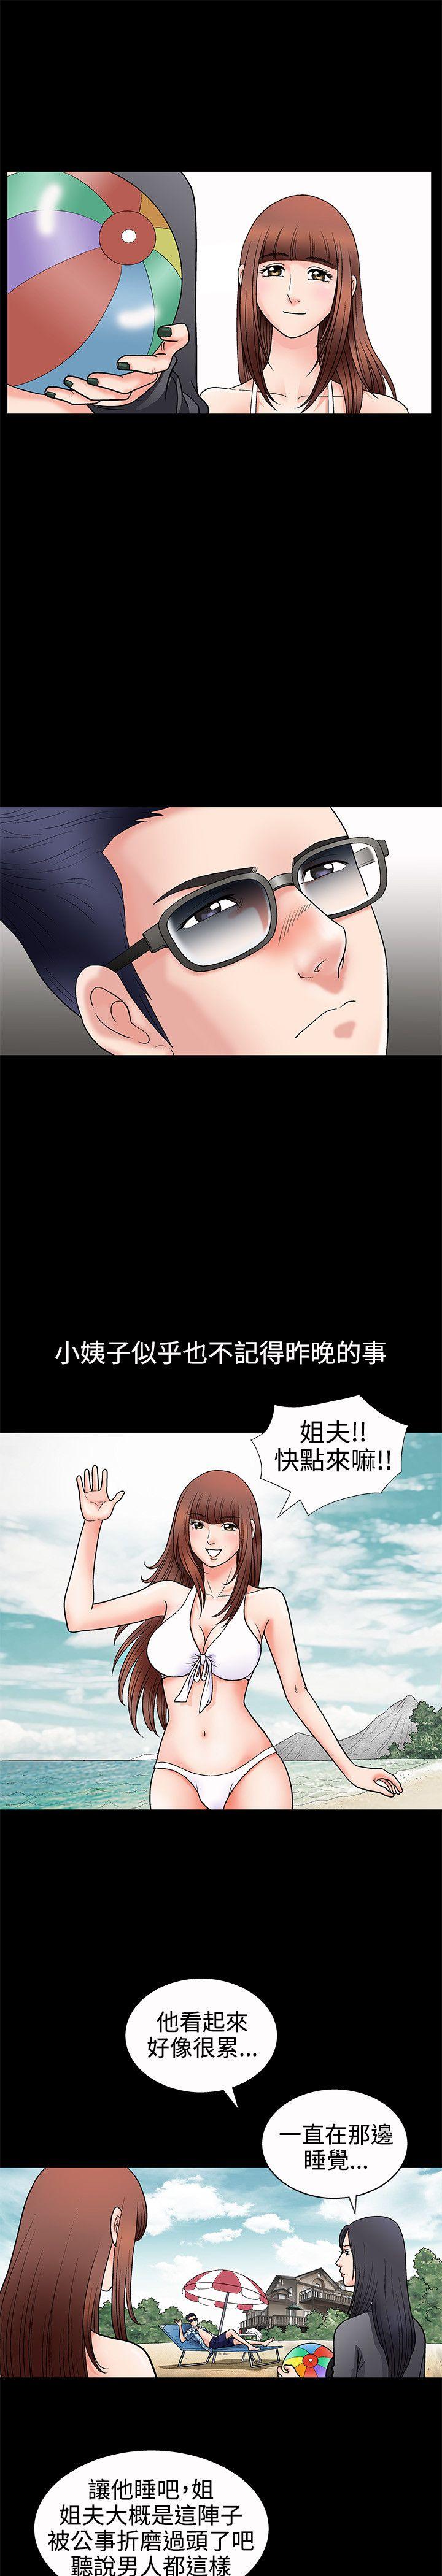 小姨子似乎也不記得昨晚的事
姐夫!!
快點來嘛!!
他看起來
好像很累...
一直在那邊
睡覺...
讓他睡吧,姐
姐夫大概是這陣子
被公事折磨過頭了吧
聽說男人都這樣